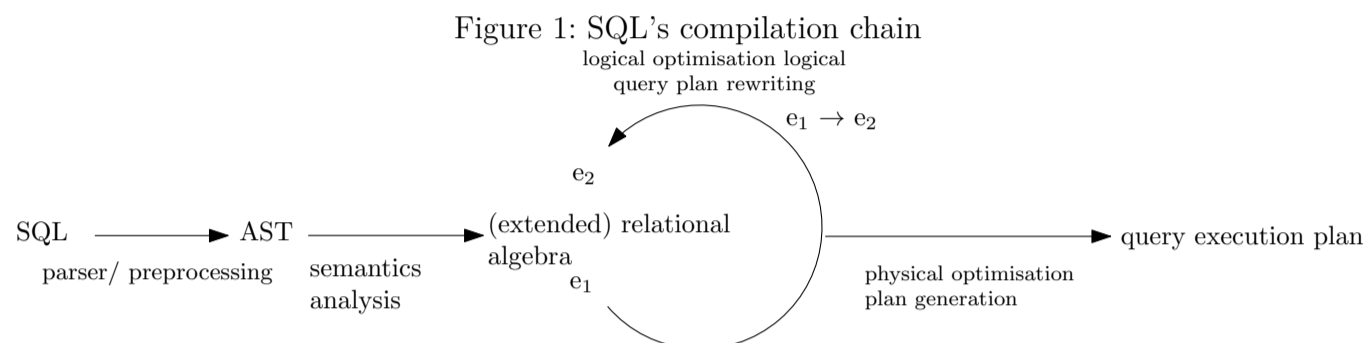 Figure 1: SQL's compilation chain
logical optimisation logical
query plan rewriting
e₁ → e₂
e₂
SQL
AST
(extended) relational
algebra
query execution plan
parser/ preprocessing
semantics
analysis
e₁
physical optimisation
plan generation